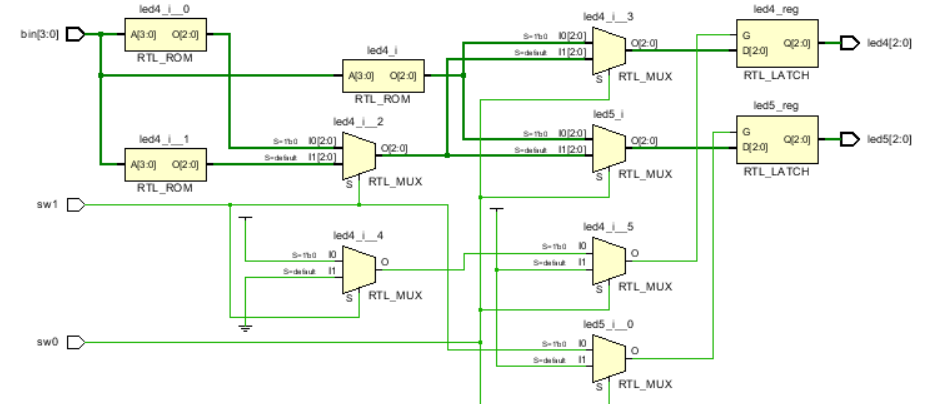 led4_i__0
bin[3:0]
A[3:0] O[2:0]
RTL_ROM
led4_i
A[3:0] O[2:0]
RTL_ROM
led4_i__3
S=1'b0 I0[2:0]
S=default I1[2:0]
O[2:0]
S
RTL_MUX
led4_reg
G
D[2:0]
Q[2:0]
RTL_LATCH
led4[2:0]
led4_i__1
A[3:0] O[2:0]
RTL_ROM
led4_i__2
S=1'b0 I0[2:0]
S=default I1[2:0]
O[2:0]
S
RTL_MUX
led5_i
S=1'b0 I0[2:0]
S=default I1[2:0]
O[2:0]
S
RTL_MUX
led5_reg
G
D[2:0]
Q[2:0]
RTL_LATCH
led5[2:0]
sw1
led4_i__4
S=1'b0 I0
S=default I1
O
S
RTL_MUX
led4_i__5
S=1'b0 I0
S=default I1
O
S
RTL_MUX
sw0
led5_i__0
S=1'b0 I0
S=default I1
O
S
RTL_MUX